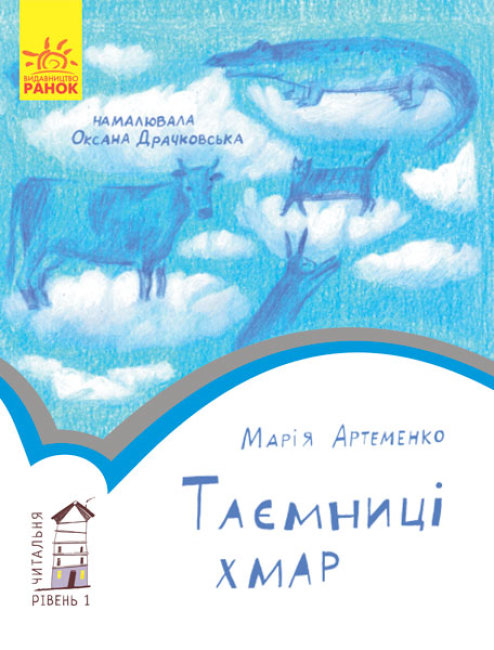 ВИДАВНИЦТВО
РАНОК
НАМАЛЮВАЛА
ОКСАНА ДРАЧКОВСЬКА
МАРІЯ АРТЕМЕНКО
ТАЄМНИЦІ
ХМАР
ЧИТАЛЬНЯ
РІВЕНЬ 1